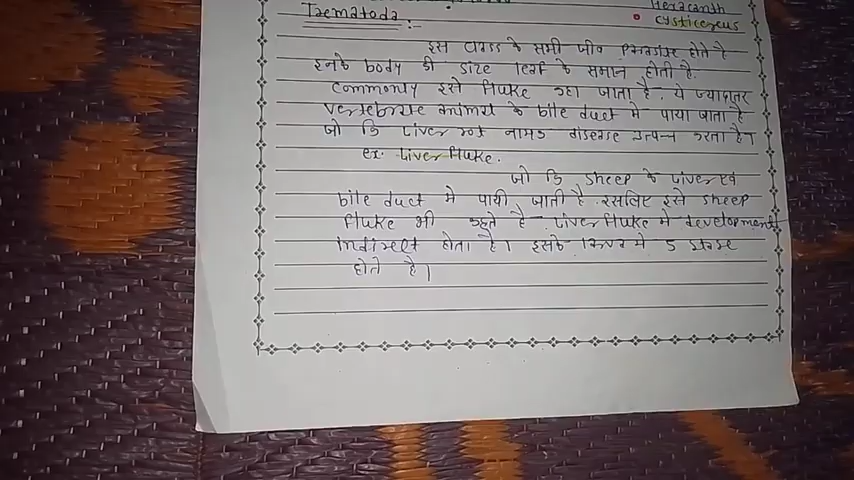 Hexacanth
Trematoda :-
cysticercus
इस class के सभी जीव Parasite होते है
इनके body की size leaf के समान होती है.
Commonly इसे fluke कहा जाता है. ये ज्यादातर
vertebrate animal के bile duct मे पाया जाता है
जो कि Liver rot नामक disease उत्पन्न करता है।
ex. Liver fluke.
जो कि sheep के Liver एवं
bile duct मे पायी जाती है. इसलिए इसे sheep
fluke भी कहते है. Liver fluke मे development
indirect होता है। इसके larva मे 5 stage
होते है।